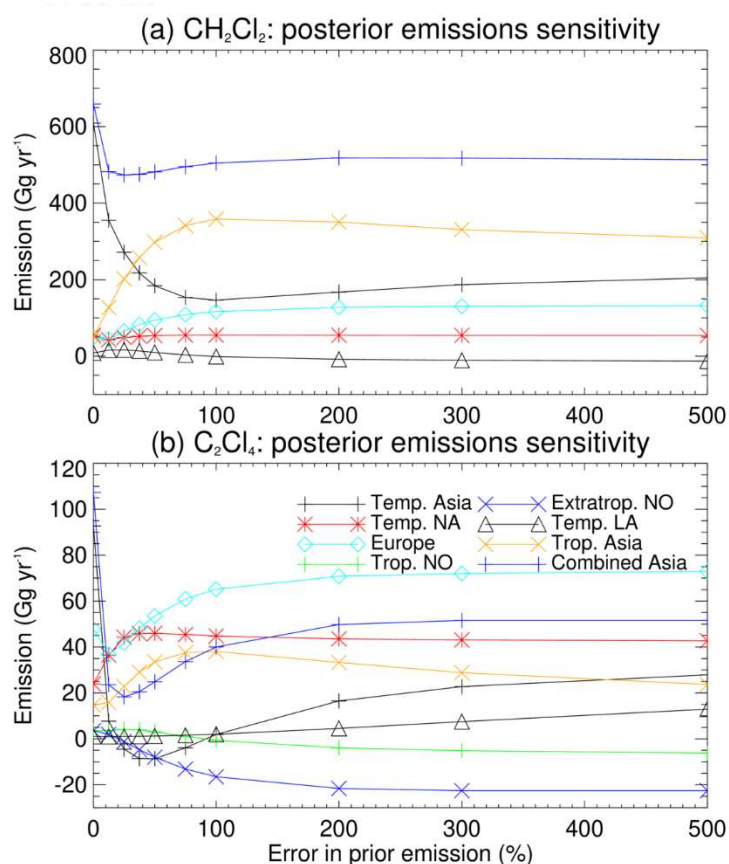 (a) CH₂Cl₂: posterior emissions sensitivity
800
600
400
200
0
Emission (Gg yr⁻¹)
0 100 200 300 400 500
(b) C₂Cl₄: posterior emissions sensitivity
120
100
80
60
40
20
0
-20
Emission (Gg yr⁻¹)
Temp. Asia Extratrop. NO
Temp. NA Temp. LA
Europe Trop. Asia
Trop. NO Combined Asia
0 100 200 300 400 500
Error in prior emission (%)